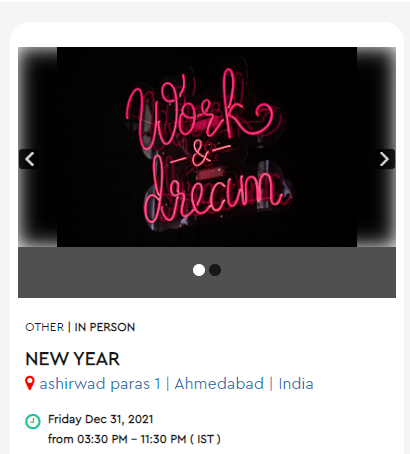 Work
&
dream
OTHER | IN PERSON
NEW YEAR
ashirwad paras 1 | Ahmedabad | India
Friday Dec 31, 2021
from 03:30 PM - 11:30 PM ( IST )